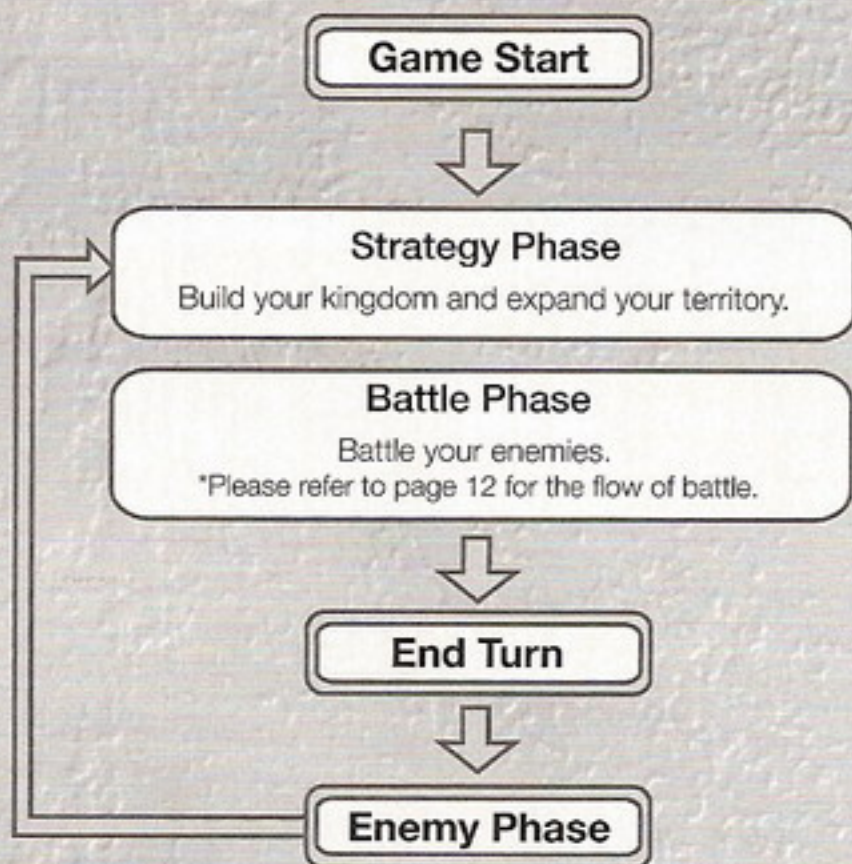 Game Start
Strategy Phase
Build your kingdom and expand your territory.
Battle Phase
Battle your enemies.
*Please refer to page 12 for the flow of battle.
End Turn
Enemy Phase